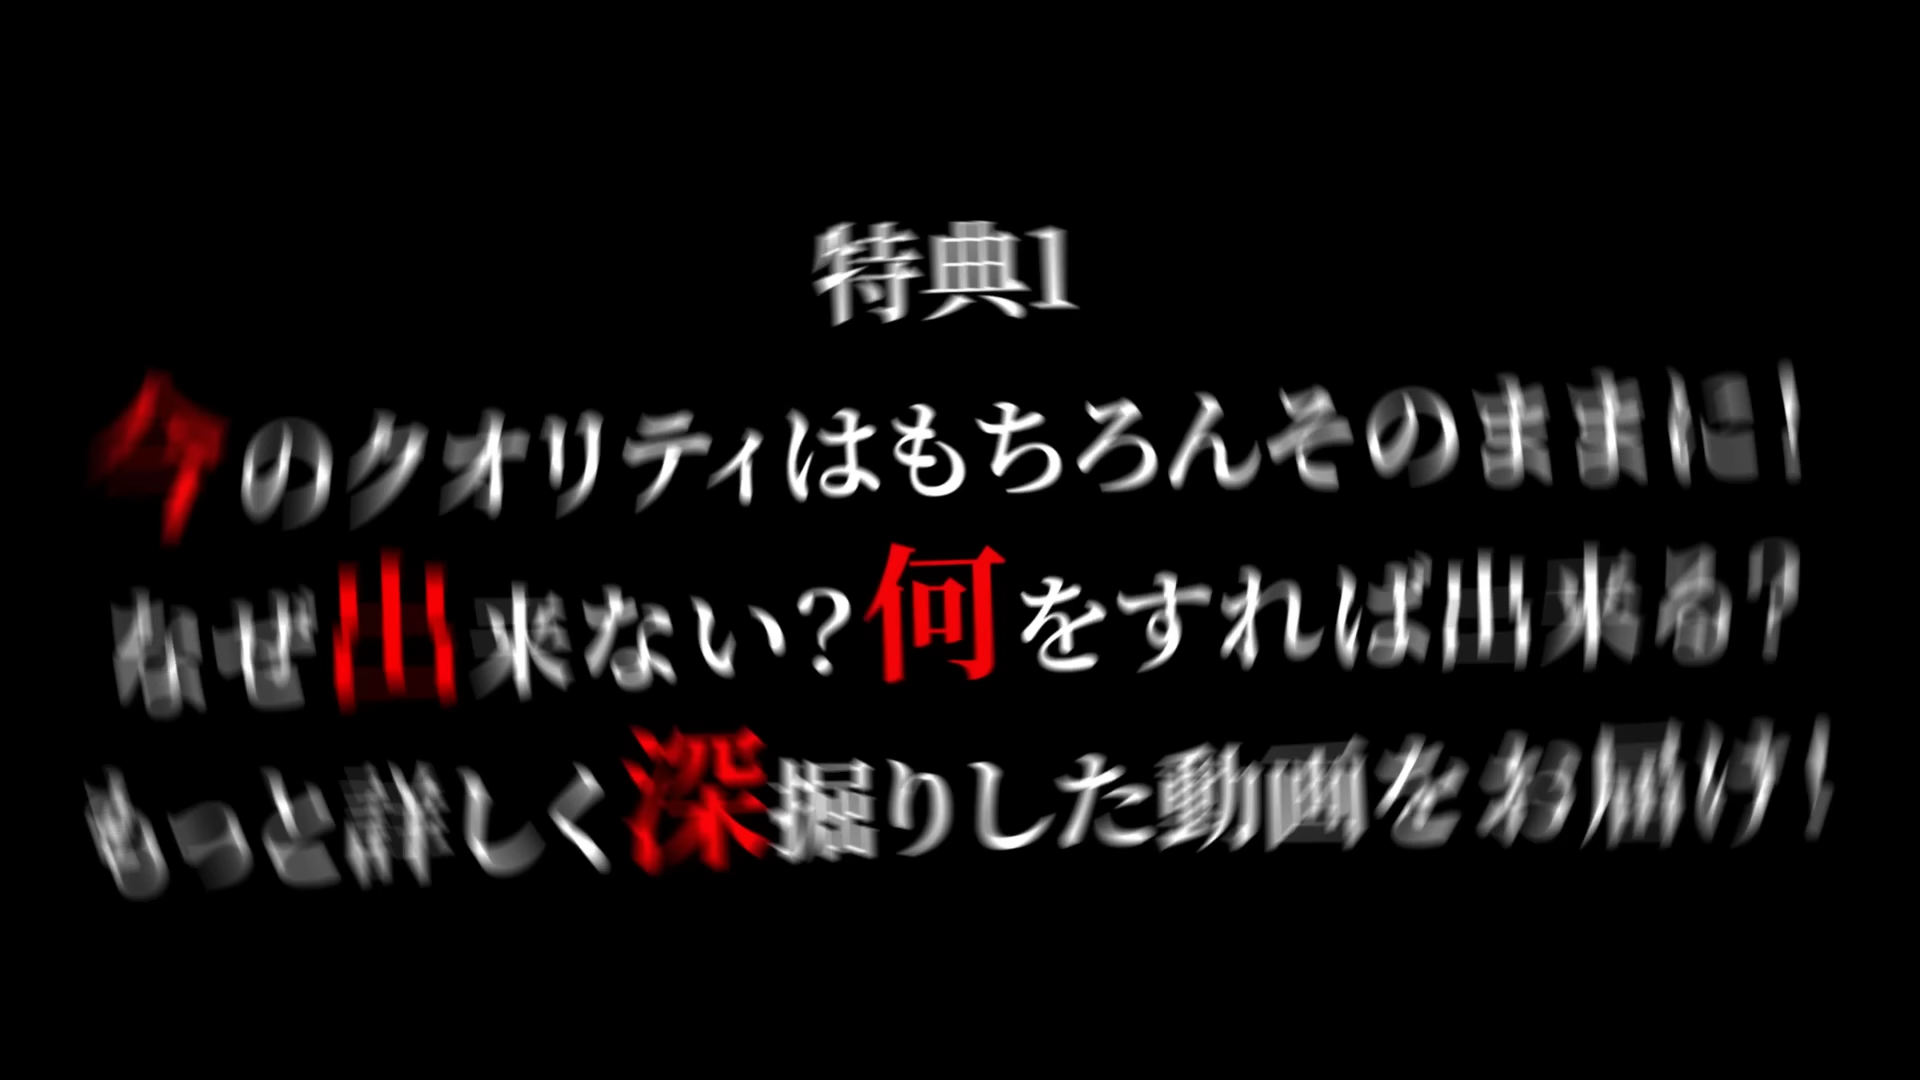 特典1
今のクオリティはもちろんそのままに!
なぜ出来ない?何をすれば出来る?
もっと詳しく深掘りした動画をお届け!